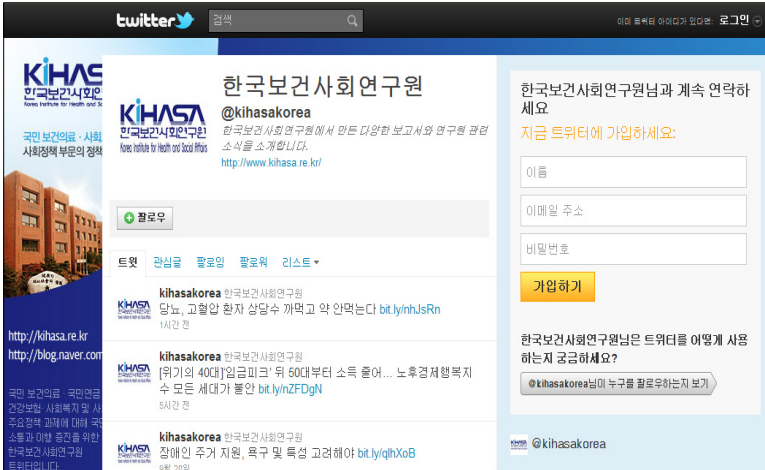 twitter
검색
이미 트위터 아이디가 있다면: 로그인
KiHAS
한국보건사회연
Korea Institute for Health and So
국민 보건의료 · 사회
사회정책 부문의 정책
http://kihasa.re.kr
http://blog.naver.com
국민 보건의료 · 국민연금
건강보험· 사회복지 및 사
주요정책 과제에 대해 국민
소통과 이행 증진을 위한
한국보건사회연구원
트위터입니다
KiHASA
한국보건사회연구원
Korea Institute for Health and Social Affairs
한국보건사회연구원
@kihasakorea
한국보건사회연구원에서 만든 다양한 보고서와 연구원 관련
소식을 소개합니다.
http://www.kihasa.re.kr/
팔로우
트윗 관심글 팔로잉 팔로워 리스트
kihasakorea 한국보건사회연구원
당뇨, 고혈압 환자 상당수 까먹고 약 안먹는다 bit.ly/nhJsRn
1시간 전
kihasakorea 한국보건사회연구원
[위기의 40대]'임금피크' 뒤 50대부터 소득 줄어... 노후경제행복지
수 모든 세대가 불안 bit.ly/nZFDgN
5시간 전
kihasakorea 한국보건사회연구원
장애인 주거 지원, 욕구 및 특성 고려해야 bit.ly/qlhXoB
9월 20일
한국보건사회연구원님과 계속 연락하
세요
지금 트위터에 가입하세요:
이름
이메일 주소
비밀번호
가입하기
한국보건사회연구원님은 트위터를 어떻게 사용
하는지 궁금하세요?
@kihasakorea님이 누구를 팔로우하는지 보기
@kihasakorea